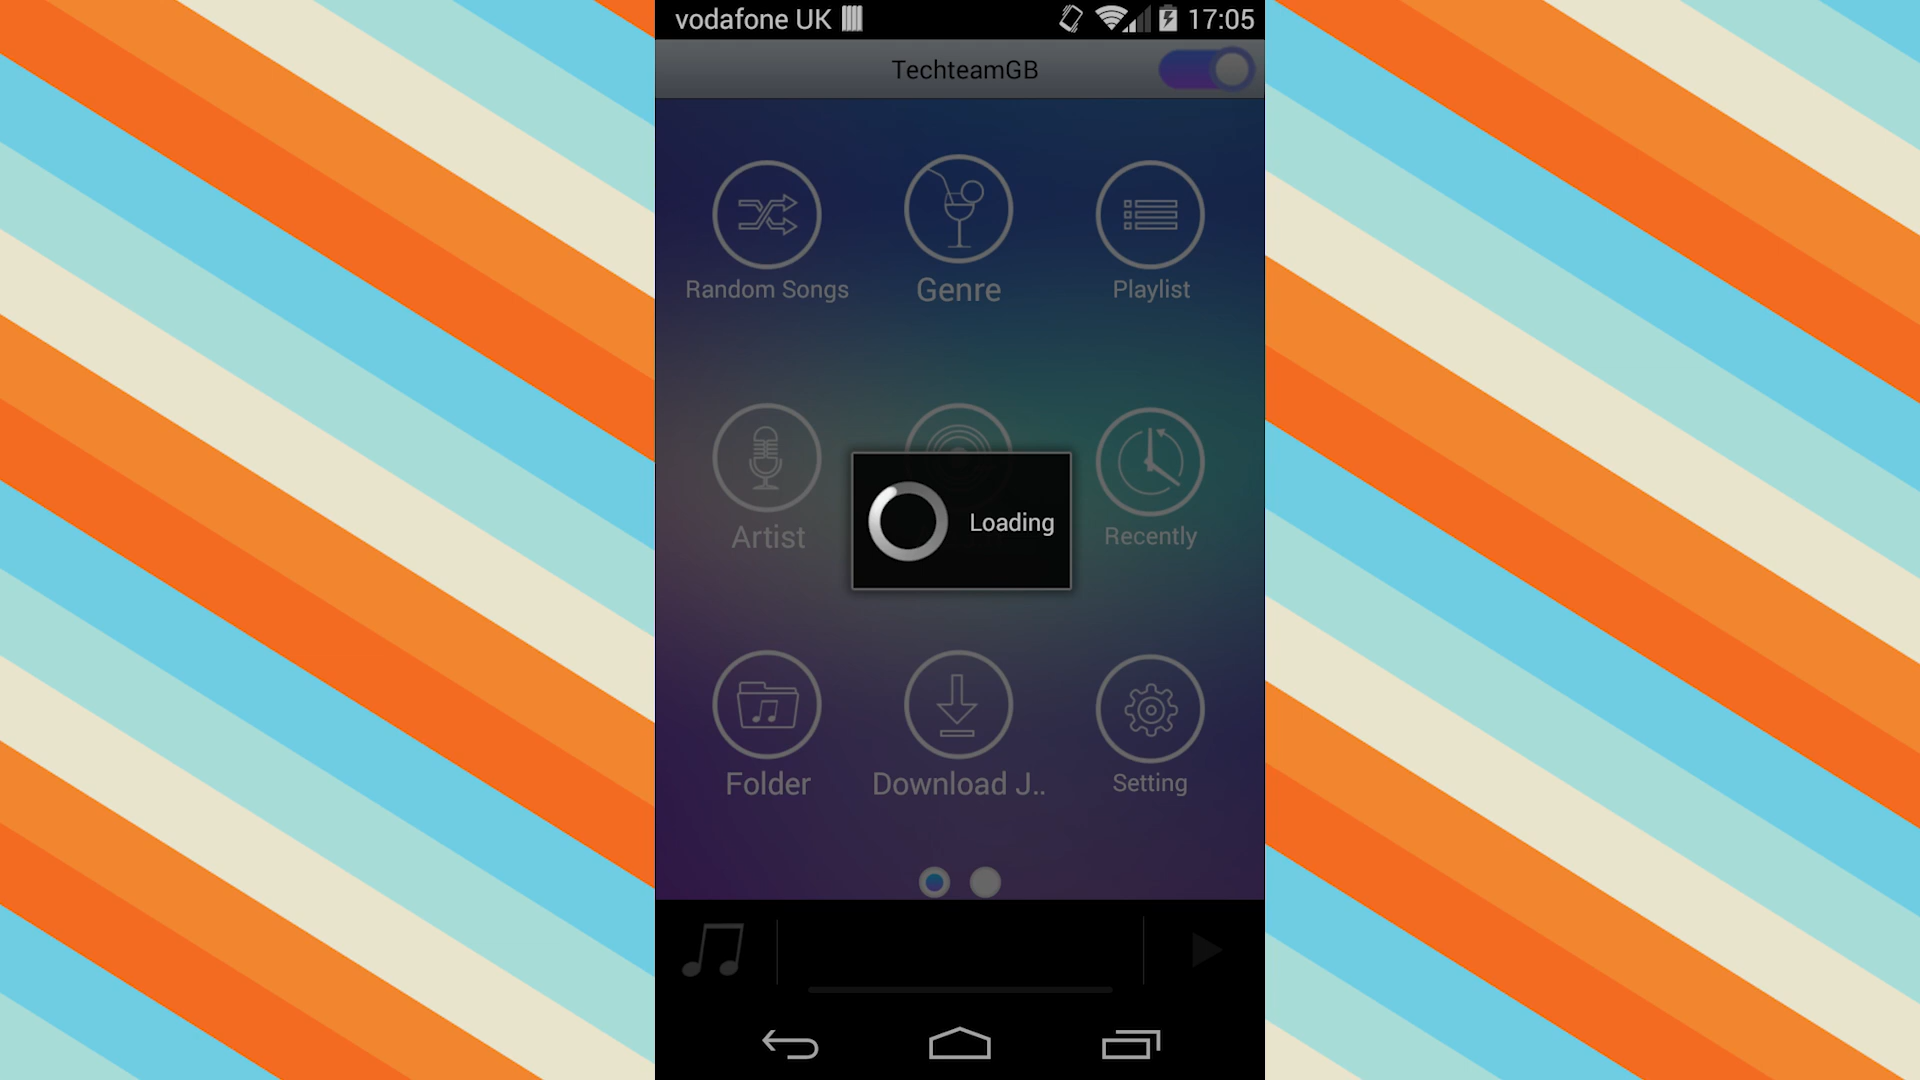 vodafone UK 17:05
TechteamGB
Random Songs Genre Playlist
Artist Loading Recently
Folder Download J.. Setting